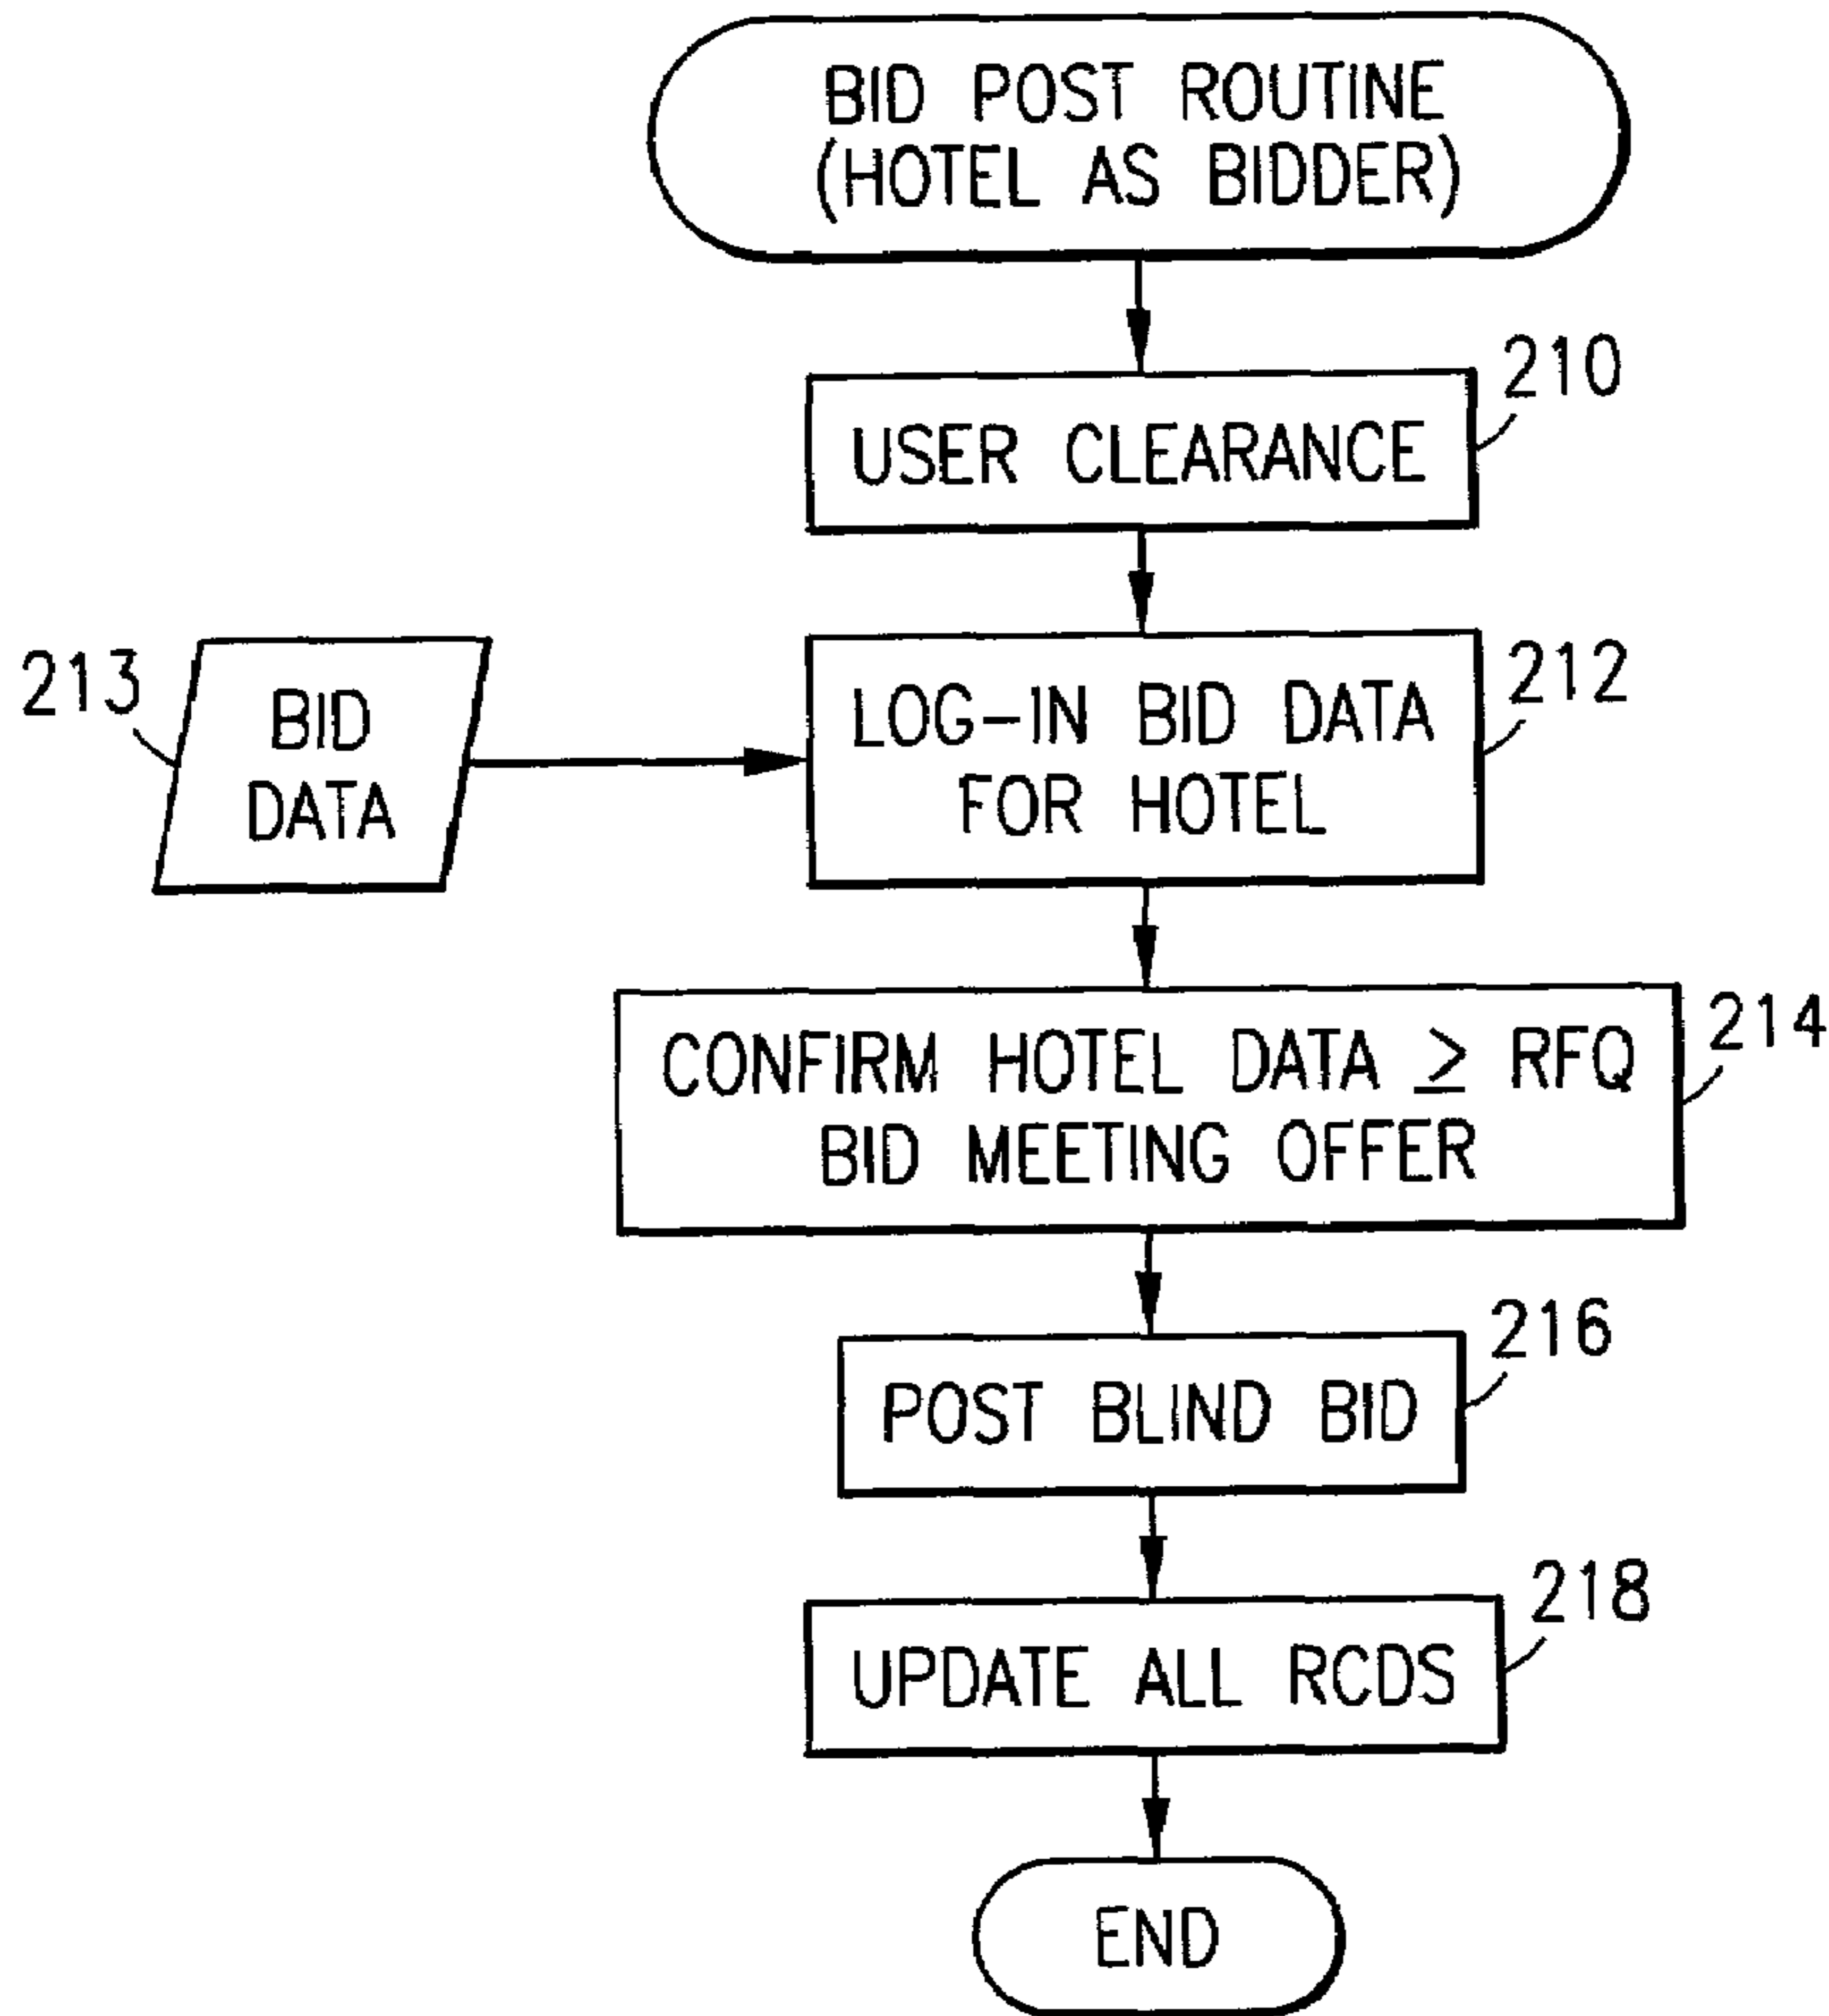 BID POST ROUTINE
(HOTEL AS BIDDER)
210
USER CLEARANCE
213
BID
DATA
212
LOG-IN BID DATA
FOR HOTEL
214
CONFIRM HOTEL DATA ≥ RFQ
BID MEETING OFFER
216
POST BLIND BID
218
UPDATE ALL RCDS
END